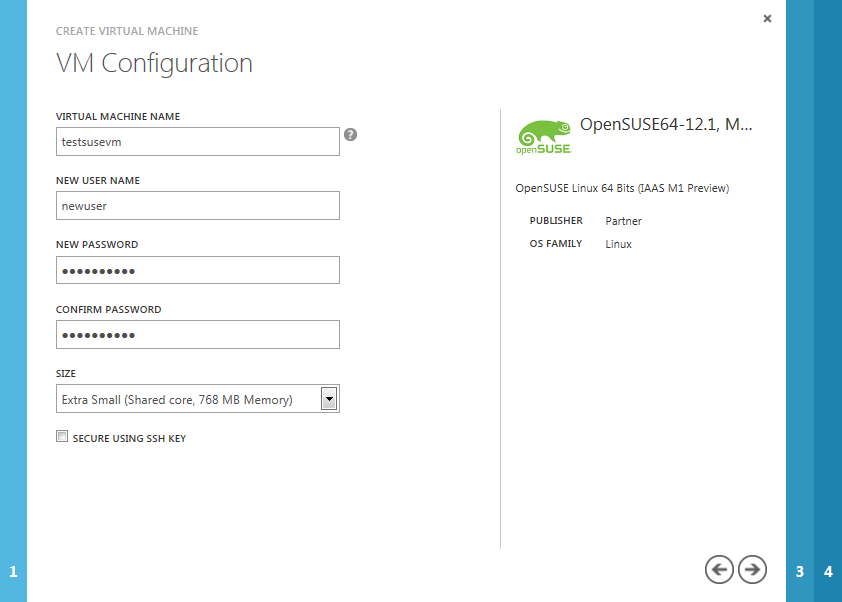 CREATE VIRTUAL MACHINE
VM Configuration
VIRTUAL MACHINE NAME
testsusevm
?
NEW USER NAME
newuser
NEW PASSWORD
●●●●●●●●●●
CONFIRM PASSWORD
●●●●●●●●●●
SIZE
Extra Small (Shared core, 768 MB Memory)
SECURE USING SSH KEY
openSUSE
OpenSUSE64-12.1, M...
OpenSUSE Linux 64 Bits (IAAS M1 Preview)
PUBLISHER Partner
OS FAMILY Linux
1
3
4